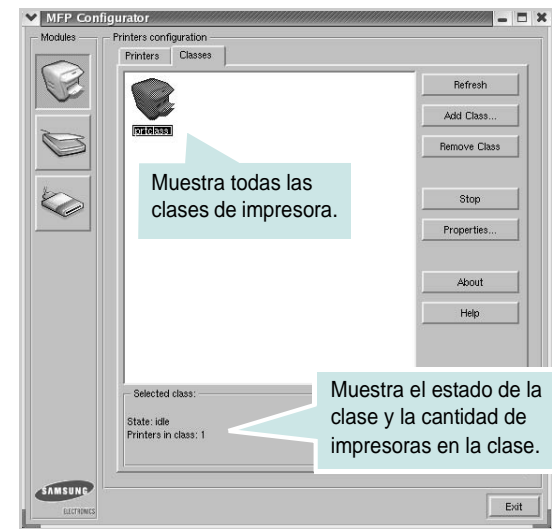 MFP Configurator
Modules
Printers configuration
Printers Classes
Refresh
Add Class...
Remove Class
Stop
Properties...
About
Help
prtclass1
Muestra todas las
clases de impresora.
Selected class:
State: idle
Printers in class: 1
Muestra el estado de la
clase y la cantidad de
impresoras en la clase.
SAMSUNG
ELECTRONICS
Exit